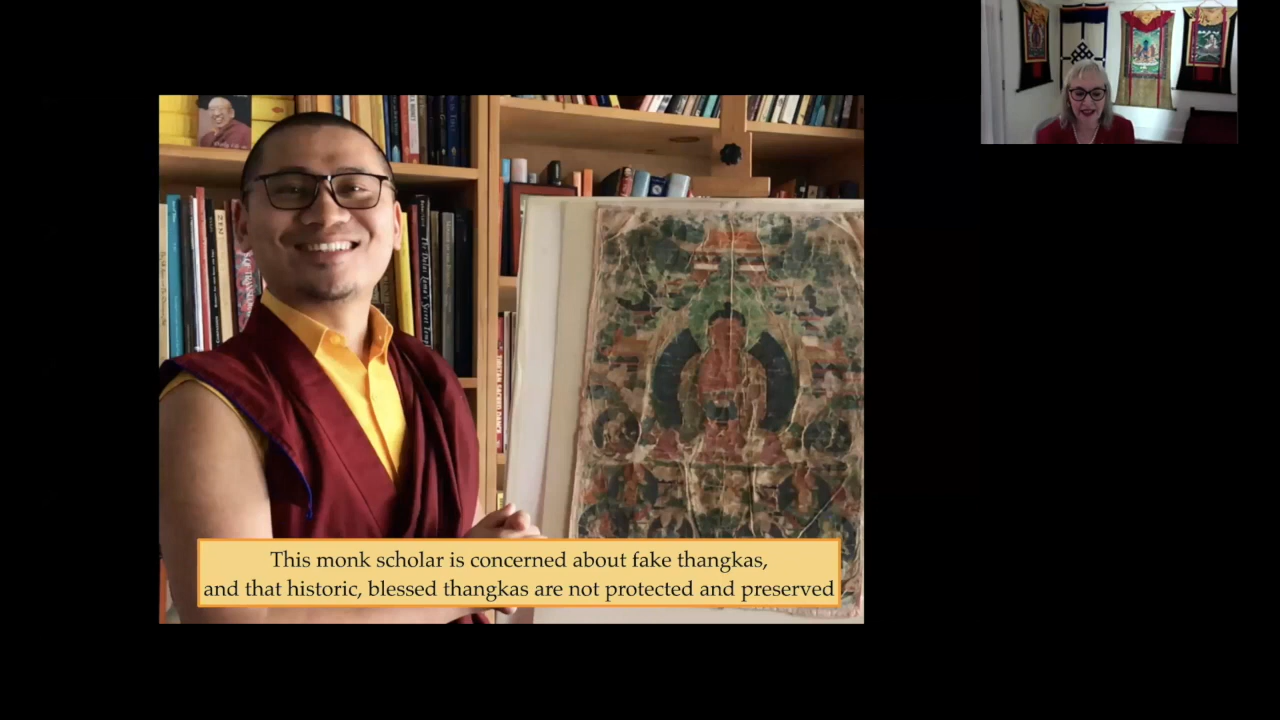 This monk scholar is concerned about fake thangkas,
and that historic, blessed thangkas are not protected and preserved